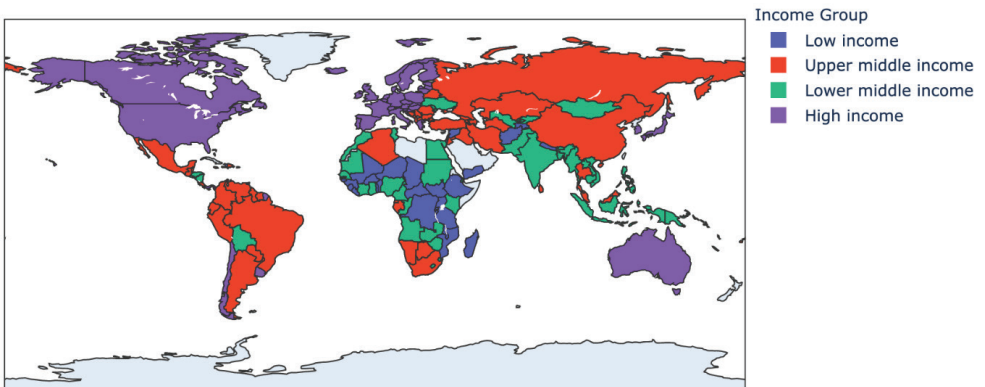 Income Group
Low income
Upper middle income
Lower middle income
High income